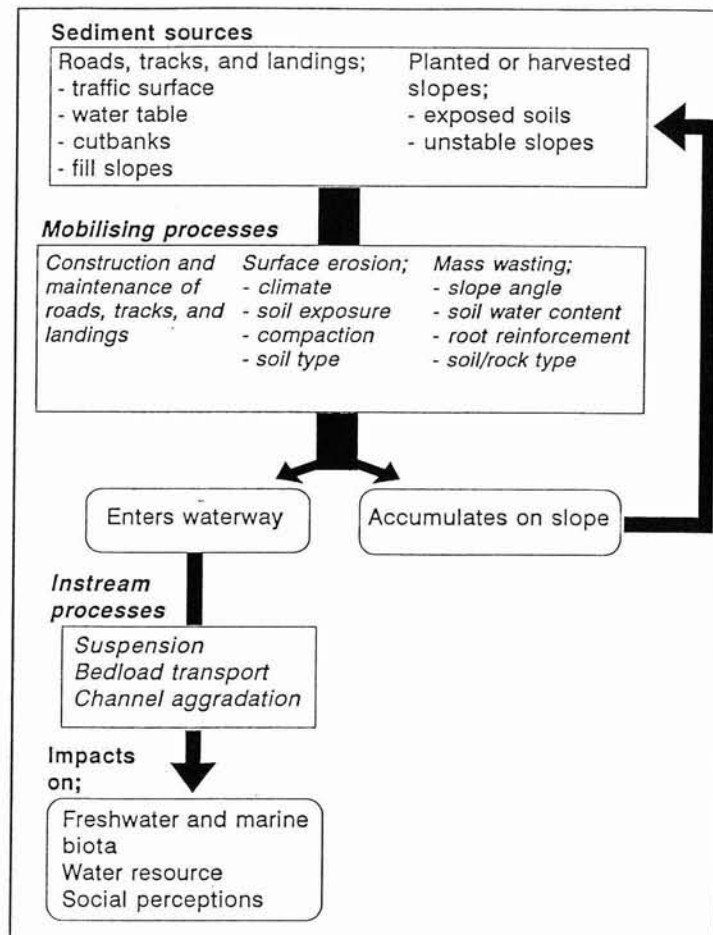 Sediment sources
Roads, tracks, and landings;
- traffic surface
- water table
- cutbanks
- fill slopes
Planted or harvested
slopes;
- exposed soils
- unstable slopes
Mobilising processes
Construction and
maintenance of
roads, tracks, and
landings
Surface erosion;
- climate
- soil exposure
- compaction
- soil type
Mass wasting;
- slope angle
- soil water content
- root reinforcement
- soil/rock type
Enters waterway
Accumulates on slope
Instream
processes
Suspension
Bedload transport
Channel aggradation
Impacts
on;
Freshwater and marine
biota
Water resource
Social perceptions